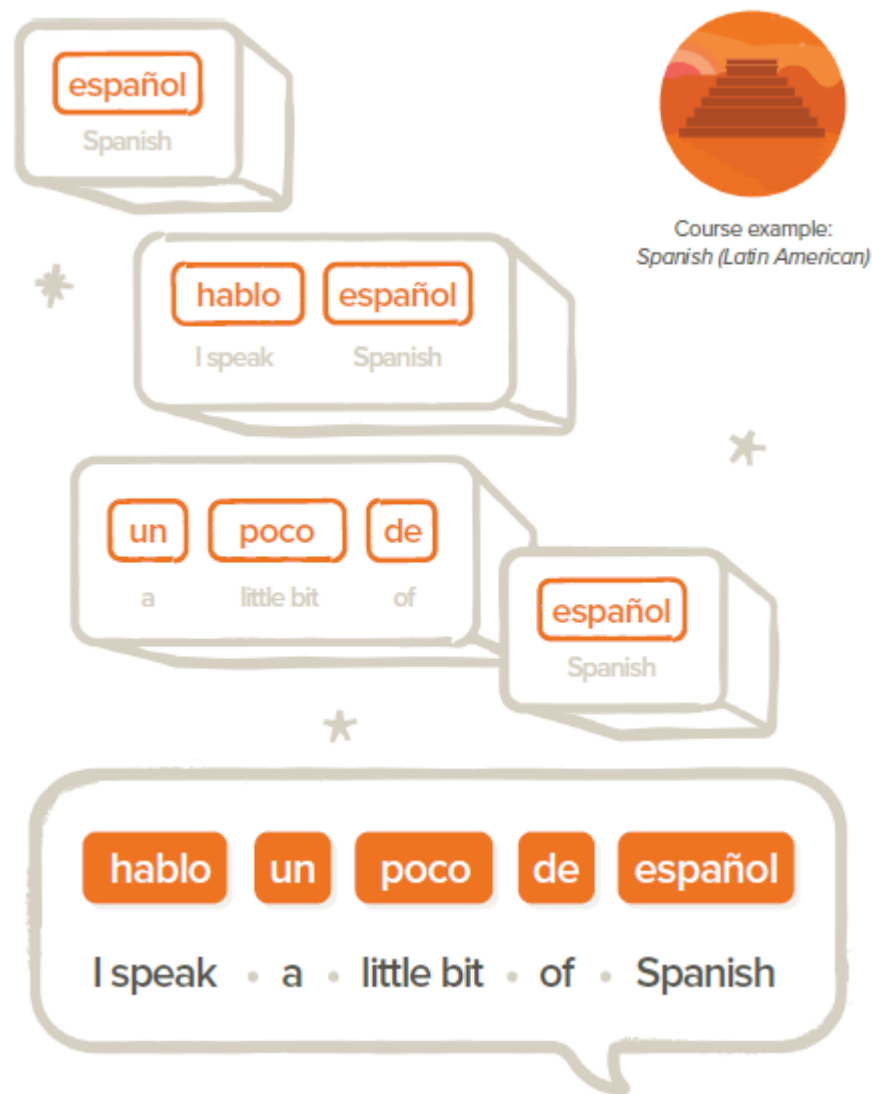 español
Spanish
Course example:
Spanish (Latin American)
hablo español
I speak Spanish
un poco de
a little bit of
español
Spanish
hablo un poco de español
I speak • a • little bit • of • Spanish